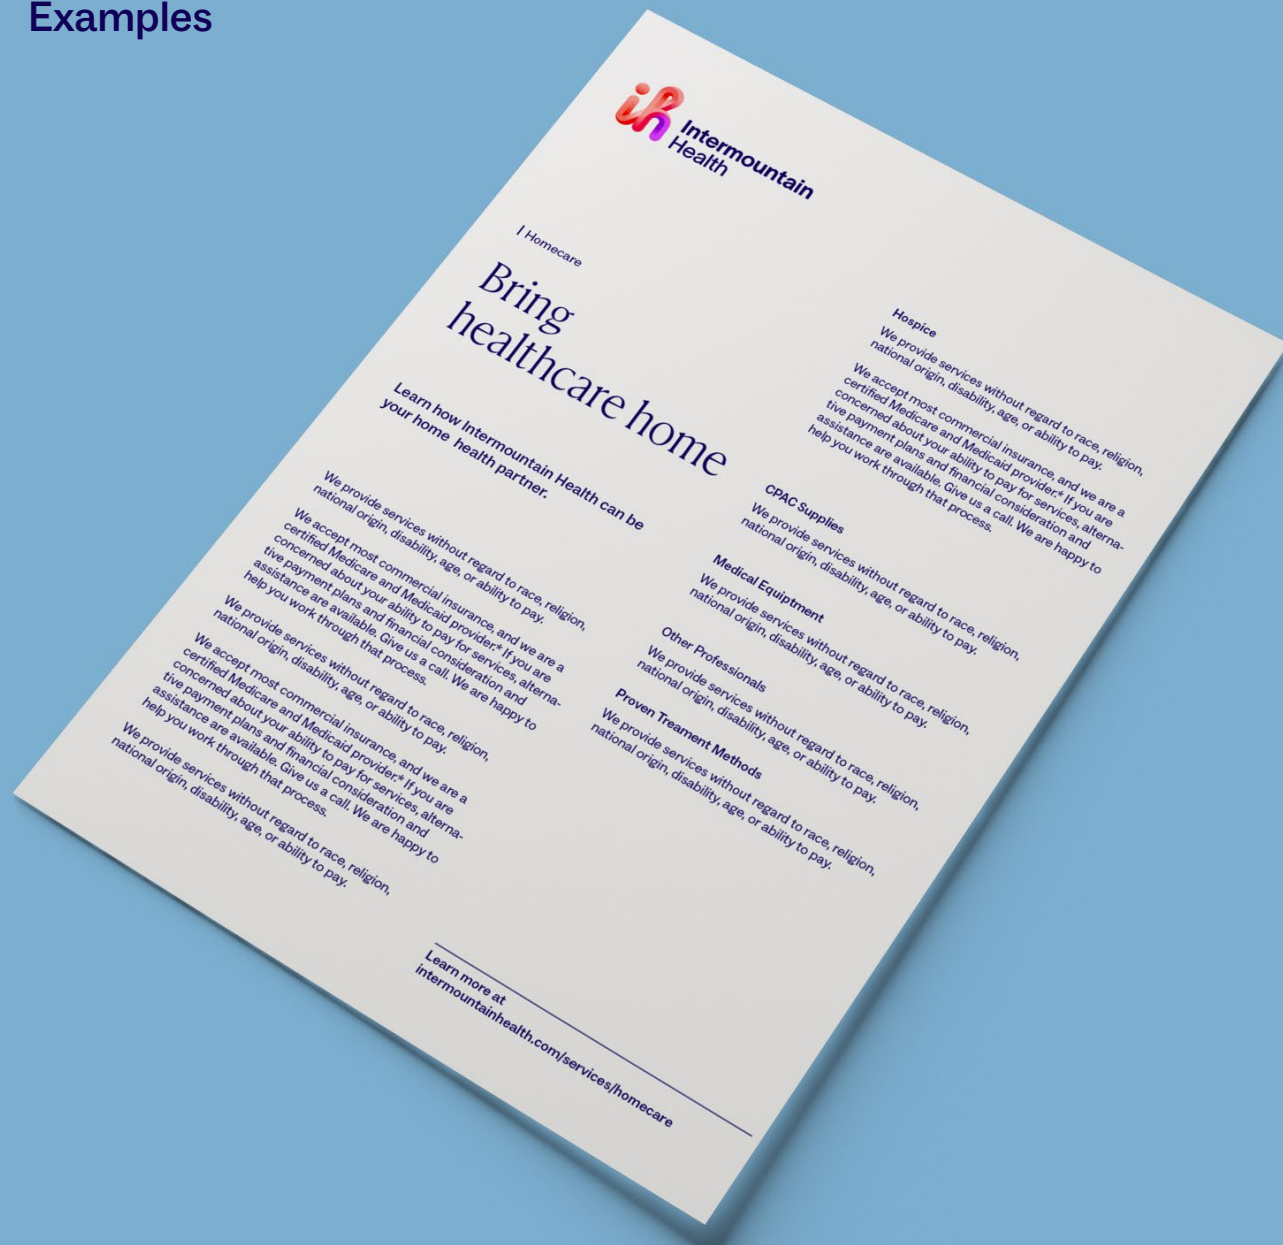 Examples
Intermountain
Health
| Homecare
Bring
healthcare home
Learn how Intermountain Health can be
your home health partner.
We provide services without regard to race, religion,
national origin, disability, age, or ability to pay.
We accept most commercial insurance, and we are a
certified Medicare and Medicaid provider.* If you are
concerned about your ability to pay for services, alterna-
tive payment plans and financial consideration and
assistance are available. Give us a call. We are happy to
help you work through that process.
We provide services without regard to race, religion,
national origin, disability, age, or ability to pay.
We accept most commercial insurance, and we are a
certified Medicare and Medicaid provider.* If you are
concerned about your ability to pay for services, alterna-
tive payment plans and financial consideration and
assistance are available. Give us a call. We are happy to
help you work through that process.
We provide services without regard to race, religion,
national origin, disability, age, or ability to pay.
Hospice
We provide services without regard to race, religion,
national origin, disability, age, or ability to pay.
We accept most commercial insurance, and we are a
certified Medicare and Medicaid provider.* If you are
concerned about your ability to pay for services, alterna-
tive payment plans and financial consideration and
assistance are available. Give us a call. We are happy to
help you work through that process.
CPAC Supplies
We provide services without regard to race, religion,
national origin, disability, age, or ability to pay.
Medical Equiptment
We provide services without regard to race, religion,
national origin, disability, age, or ability to pay.
Other Professionals
We provide services without regard to race, religion,
national origin, disability, age, or ability to pay.
Proven Treament Methods
We provide services without regard to race, religion,
national origin, disability, age, or ability to pay.
Learn more at
intermountainhealth.com/services/homecare